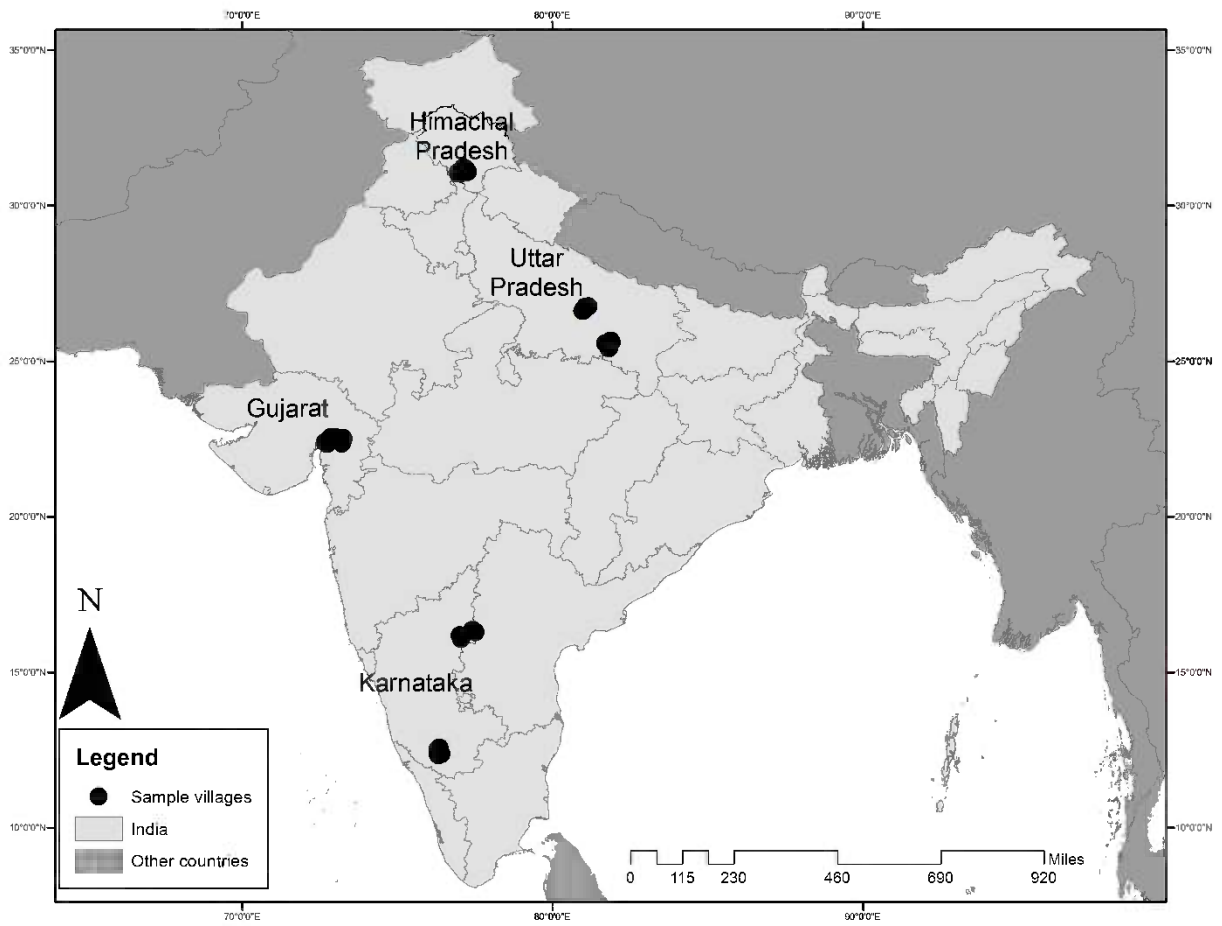 70°0'0"E 80°0'0"E 90°0'0"E
35°0'0"N 35°0'0"N
Himachal
Pradesh
30°0'0"N 30°0'0"N
Uttar
Pradesh
25°0'0"N 25°0'0"N
Gujarat
20°0'0"N 20°0'0"N
N
15°0'0"N 15°0'0"N
Karnataka
Legend
Sample villages
India
Other countries
10°0'0"N 10°0'0"N
Miles
0 115 230 460 690 920
70°0'0"E 80°0'0"E 90°0'0"E